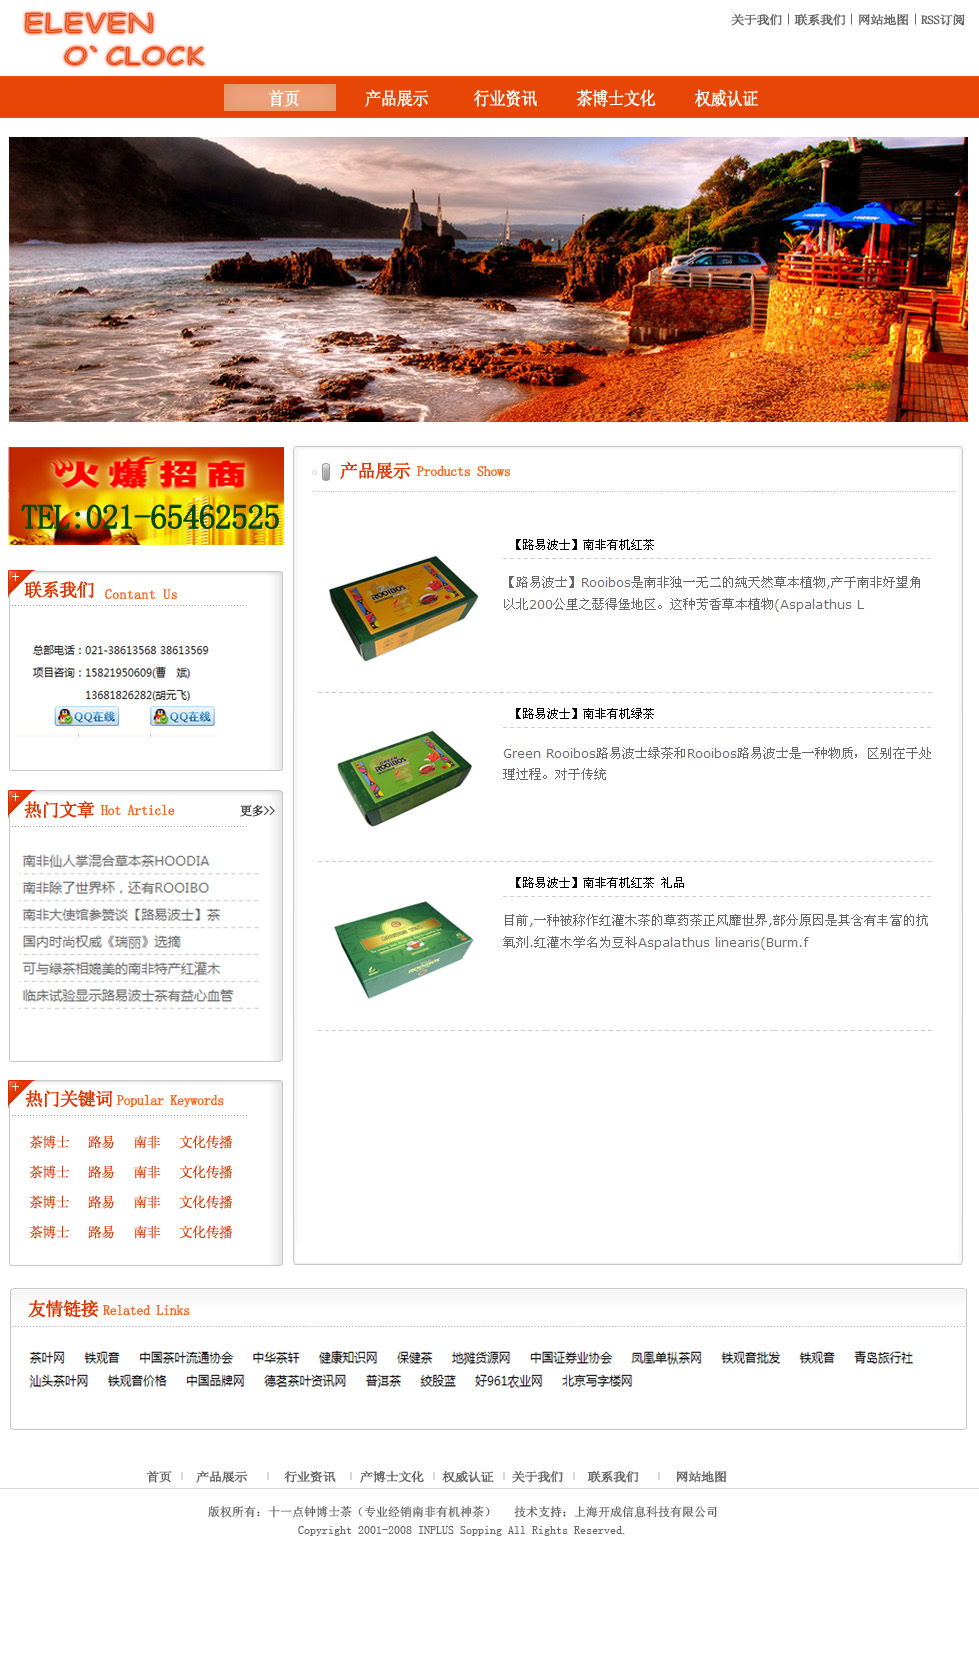 ELEVEN
O`CLOCK
关于我们 | 联系我们 | 网站地图 | RSS订阅
首页 产品展示 行业资讯 茶博士文化 权威认证
火爆招商
TEL:021-65462525
联系我们 Contant Us
总部电话：021-38613568 38613569
项目咨询：15821950609(曹 斌)
13681826282(胡元飞)
QQ在线 QQ在线
热门文章 Hot Article 更多>>
南非仙人掌混合草本茶HOODIA
南非除了世界杯，还有ROOIBO
南非大使馆参赞谈【路易波士】茶
国内时尚权威《瑞丽》选摘
可与绿茶相媲美的南非特产红灌木
临床试验显示路易波士茶有益心血管
热门关键词 Popular Keywords
茶博士 路易 南非 文化传播
茶博士 路易 南非 文化传播
茶博士 路易 南非 文化传播
茶博士 路易 南非 文化传播
产品展示 Products Shows
【路易波士】南非有机红茶
【路易波士】Rooibos是南非独一无二的純天然草本植物,产于南非好望角
以北200公里之瑟得堡地区。这种芳香草本植物(Aspalathus L
ROOIBOS
【路易波士】南非有机绿茶
Green Rooibos路易波士绿茶和Rooibos路易波士是一种物质，区别在于处
理过程。对于传统
ROOIBOS
【路易波士】南非有机红茶 礼品
目前,一种被称作红灌木茶的草药茶正风靡世界,部分原因是其含有丰富的抗
氧剂.红灌木学名为豆科Aspalathus linearis(Burm.f
友情链接 Related Links
茶叶网 铁观音 中国茶叶流通协会 中华茶轩 健康知识网 保健茶 地摊货源网 中国证券业协会 凤凰单枞茶网 铁观音批发 铁观音 青岛旅行社
汕头茶叶网 铁观音价格 中国品牌网 德茗茶叶资讯网 普洱茶 绞股蓝 好961农业网 北京写字楼网
首页 | 产品展示 | 行业资讯 | 产博士文化 | 权威认证 | 关于我们 | 联系我们 | 网站地图
版权所有：十一点钟博士茶（专业经销南非有机神茶） 技术支持：上海开成信息科技有限公司
Copyright 2001-2008 INPLUS Sopping All Rights Reserved.